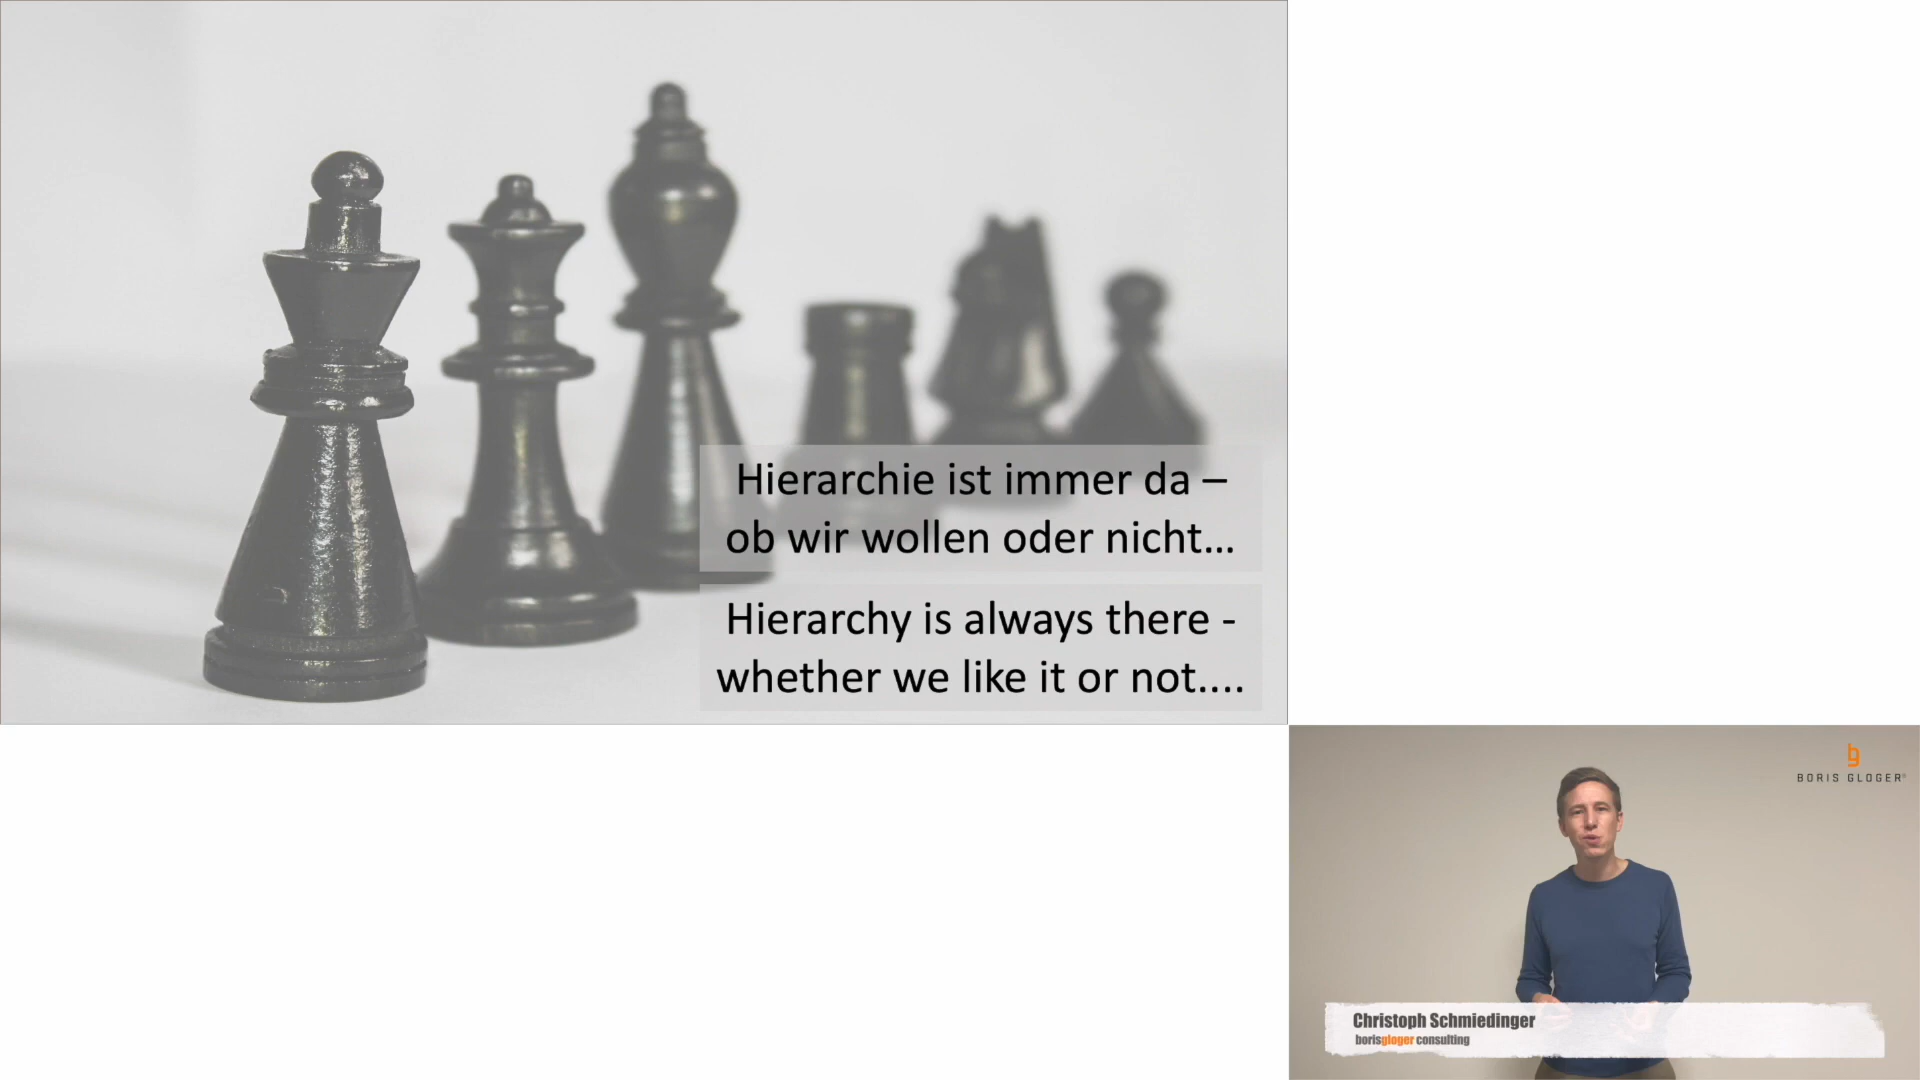 Hierarchie ist immer da –
ob wir wollen oder nicht...
Hierarchy is always there -
whether we like it or not....
BORIS GLOGER®
Christoph Schmiedinger
borisgloger consulting